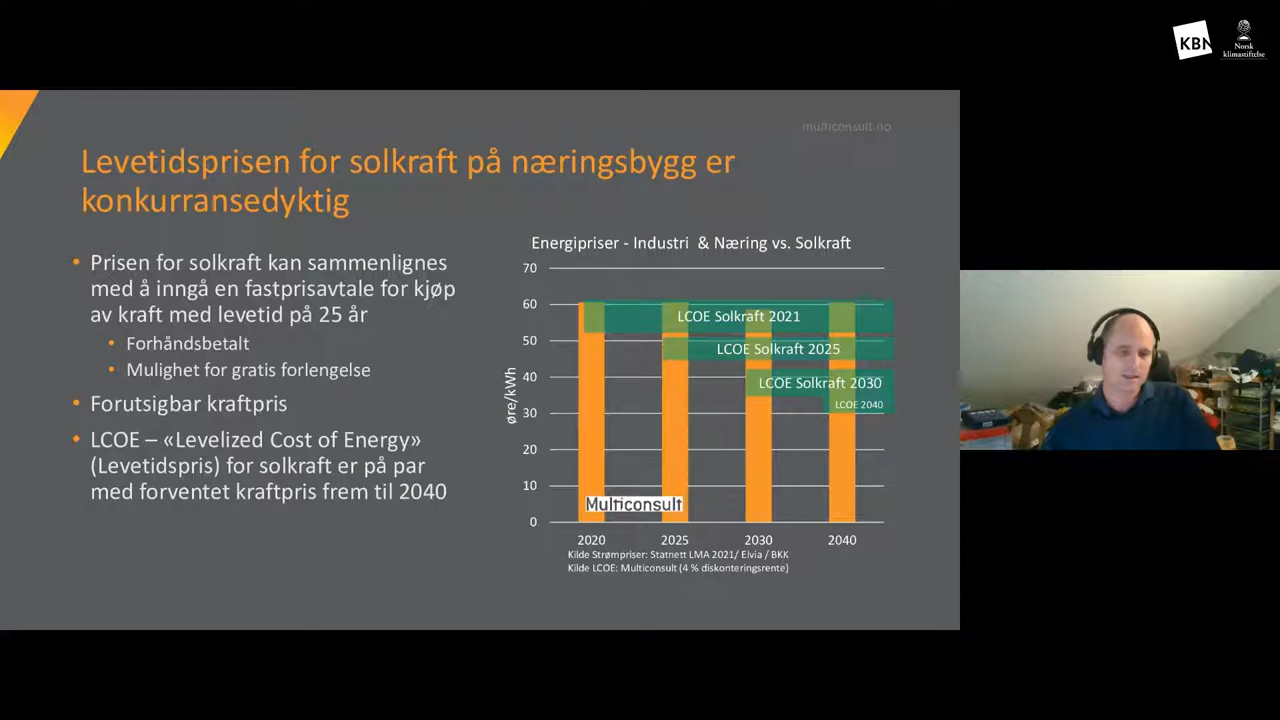 KBN
Norsk
klimastiftelse
multiconsult.no
Levetidsprisen for solkraft på næringsbygg er
konkurransedyktig
• Prisen for solkraft kan sammenlignes
med å inngå en fastprisavtale for kjøp
av kraft med levetid på 25 år
• Forhåndsbetalt
• Mulighet for gratis forlengelse
• Forutsigbar kraftpris
• LCOE – «Levelized Cost of Energy»
(Levetidspris) for solkraft er på par
med forventet kraftpris frem til 2040
Energipriser - Industri & Næring vs. Solkraft
øre/kWh
70
60
50
40
30
20
10
0
LCOE Solkraft 2021
LCOE Solkraft 2025
LCOE Solkraft 2030
LCOE 2040
Multiconsult
2020 2025 2030 2040
Kilde Strømpriser: Statnett LMA 2021/ Elvia / BKK
Kilde LCOE: Multiconsult (4 % diskonteringsrente)